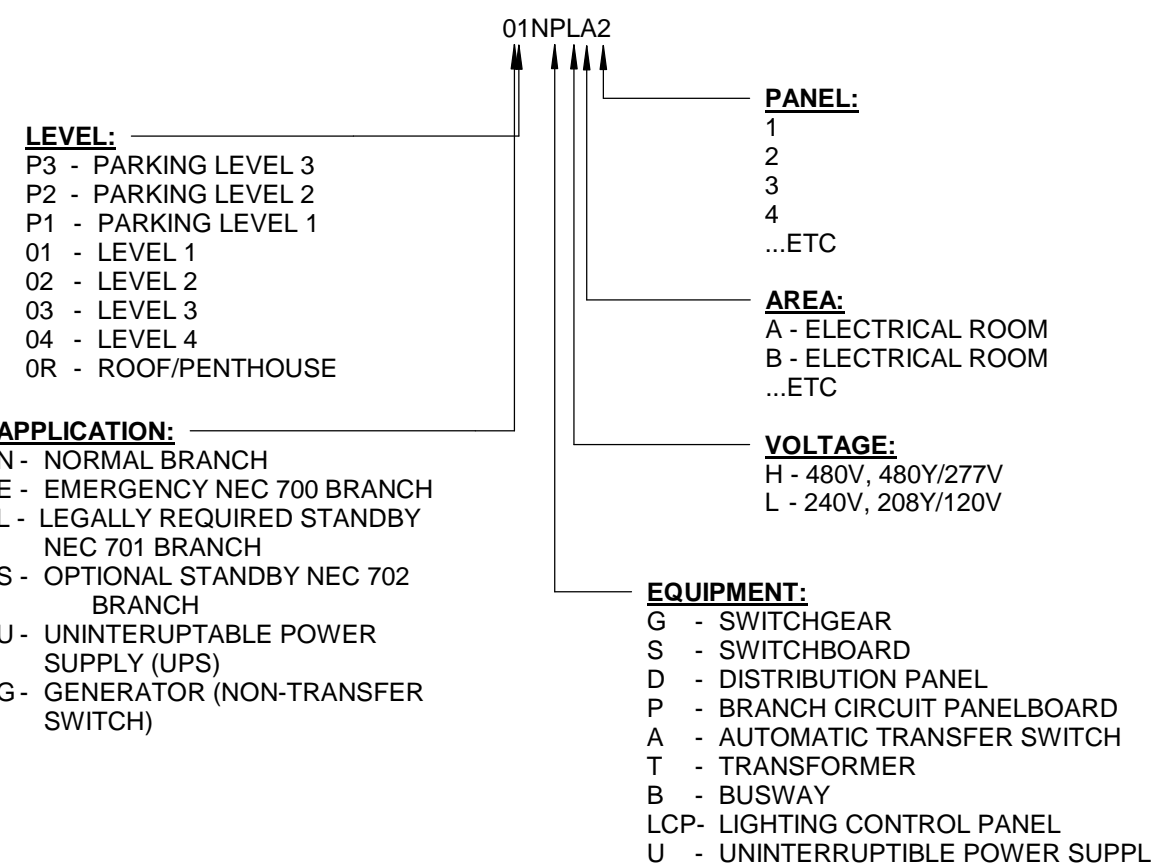 01NPLA2
LEVEL:
P3 - PARKING LEVEL 3
P2 - PARKING LEVEL 2
P1 - PARKING LEVEL 1
01 - LEVEL 1
02 - LEVEL 2
03 - LEVEL 3
04 - LEVEL 4
0R - ROOF/PENTHOUSE
APPLICATION:
N - NORMAL BRANCH
E - EMERGENCY NEC 700 BRANCH
L - LEGALLY REQUIRED STANDBY
NEC 701 BRANCH
S - OPTIONAL STANDBY NEC 702
BRANCH
U - UNINTERUPTABLE POWER
SUPPLY (UPS)
G - GENERATOR (NON-TRANSFER
SWITCH)
PANEL:
1
2
3
4
...ETC
AREA:
A - ELECTRICAL ROOM
B - ELECTRICAL ROOM
...ETC
VOLTAGE:
H - 480V, 480Y/277V
L - 240V, 208Y/120V
EQUIPMENT:
G - SWITCHGEAR
S - SWITCHBOARD
D - DISTRIBUTION PANEL
P - BRANCH CIRCUIT PANELBOARD
A - AUTOMATIC TRANSFER SWITCH
T - TRANSFORMER
B - BUSWAY
LCP- LIGHTING CONTROL PANEL
U - UNINTERRUPTIBLE POWER SUPPL